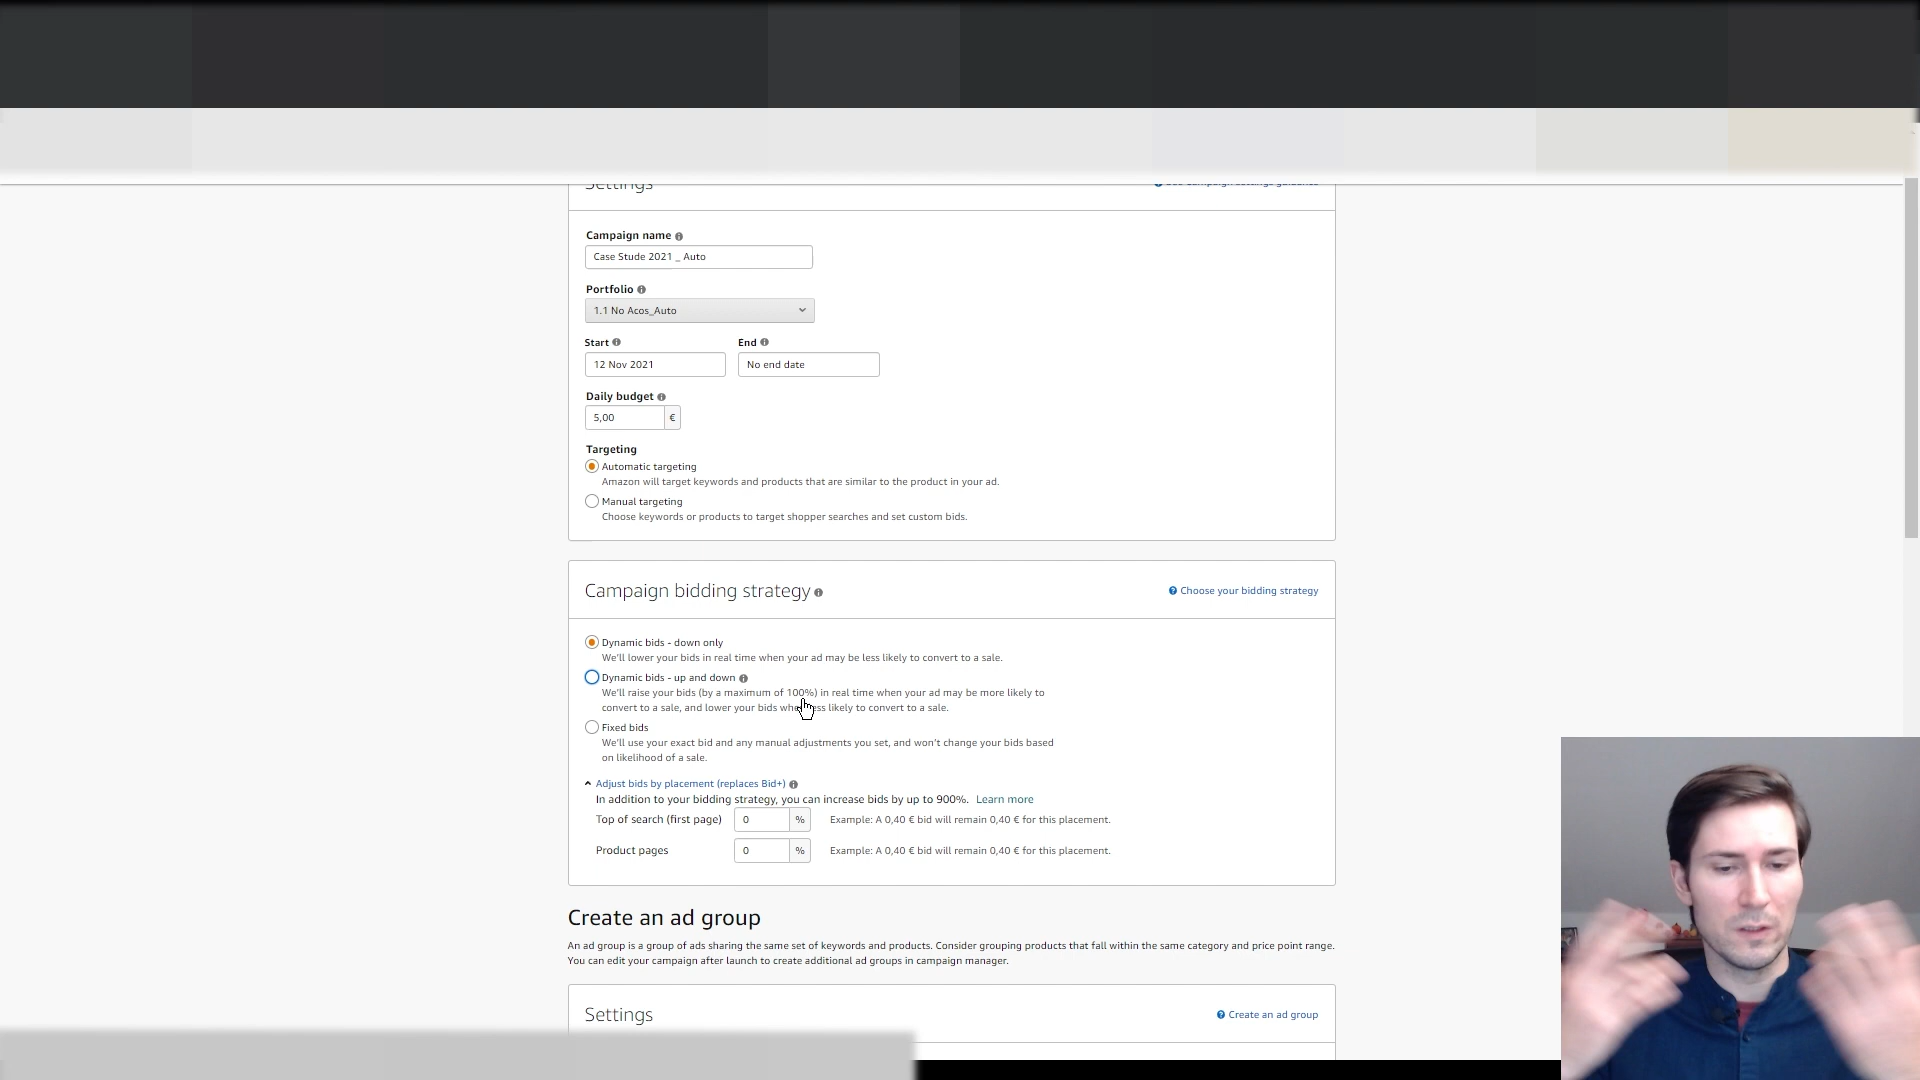 Settings
Campaign name
Case Stude 2021 _ Auto
Portfolio
1.1 No Acos_Auto
Start End
12 Nov 2021 No end date
Daily budget
5,00 €
Targeting
Automatic targeting
Amazon will target keywords and products that are similar to the product in your ad.
Manual targeting
Choose keywords or products to target shopper searches and set custom bids.
Campaign bidding strategy Choose your bidding strategy
Dynamic bids - down only
We'll lower your bids in real time when your ad may be less likely to convert to a sale.
Dynamic bids - up and down
We'll raise your bids (by a maximum of 100%) in real time when your ad may be more likely to
convert to a sale, and lower your bids when less likely to convert to a sale.
Fixed bids
We'll use your exact bid and any manual adjustments you set, and won't change your bids based
on likelihood of a sale.
Adjust bids by placement (replaces Bid+)
In addition to your bidding strategy, you can increase bids by up to 900%. Learn more
Top of search (first page) 0 % Example: A 0,40 € bid will remain 0,40 € for this placement.
Product pages 0 % Example: A 0,40 € bid will remain 0,40 € for this placement.
Create an ad group
An ad group is a group of ads sharing the same set of keywords and products. Consider grouping products that fall within the same category and price point range.
You can edit your campaign after launch to create additional ad groups in campaign manager.
Settings Create an ad group